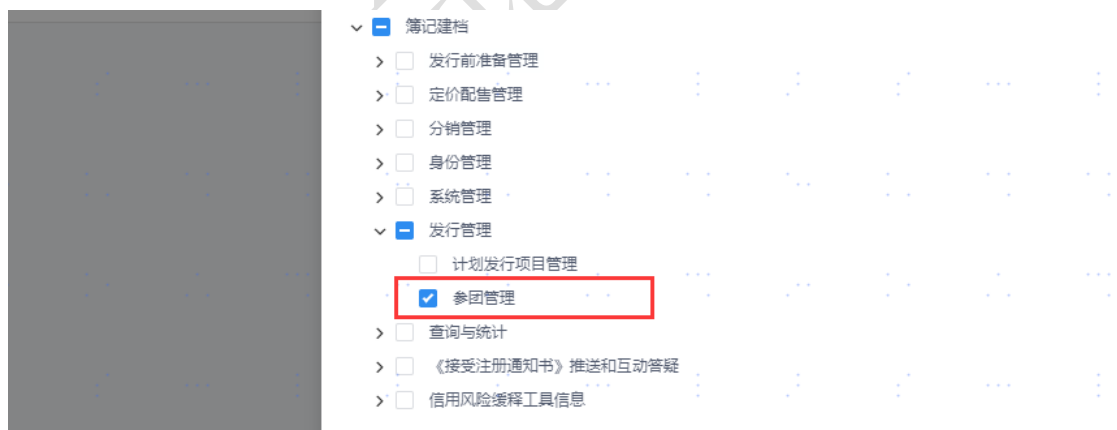 簿记建档
发行前准备管理
定价配售管理
分销管理
身份管理
系统管理
发行管理
计划发行项目管理
参团管理
查询与统计
《接受注册通知书》推送和互动答疑
信用风险缓释工具信息